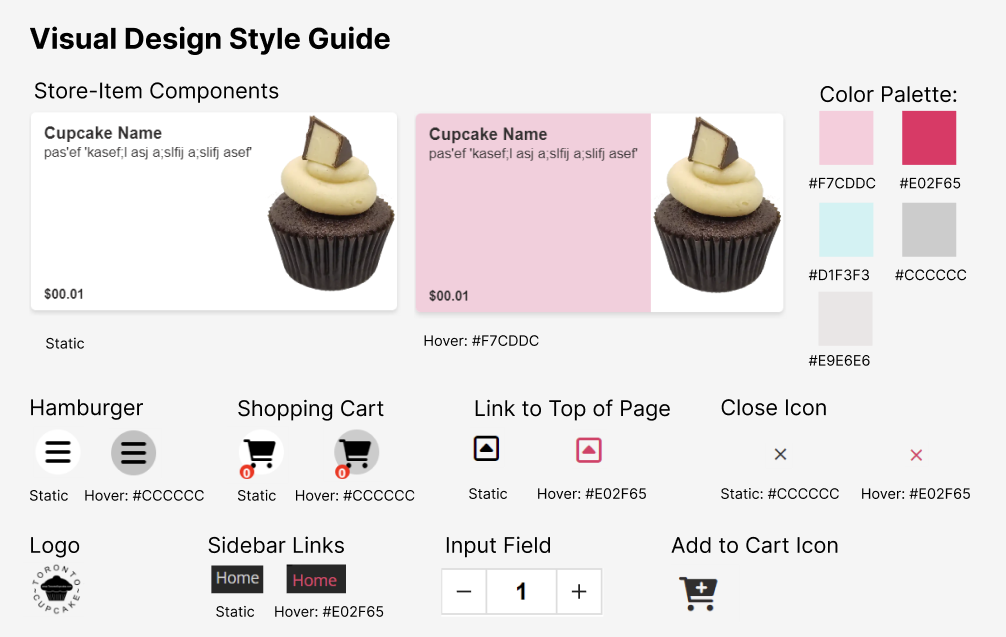 Visual Design Style Guide
Store-Item Components
Color Palette:
Cupcake Name
pas'ef 'kasef;l asj a;slfij a;slifj asef'
$00.01
Static
Cupcake Name
pas'ef 'kasef;l asj a;slfij a;slifj asef'
$00.01
Hover: #F7CDDC
#F7CDDC
#E02F65
#D1F3F3
#CCCCCC
#E9E6E6
Hamburger
Static
Hover: #CCCCCC
Shopping Cart
0
0
Static
Hover: #CCCCCC
Link to Top of Page
Static
Hover: #E02F65
Close Icon
Static: #CCCCCC
Hover: #E02F65
Logo
TORONTO
CUPCAKE
Sidebar Links
Home
Home
Static
Hover: #E02F65
Input Field
− 1 +
Add to Cart Icon